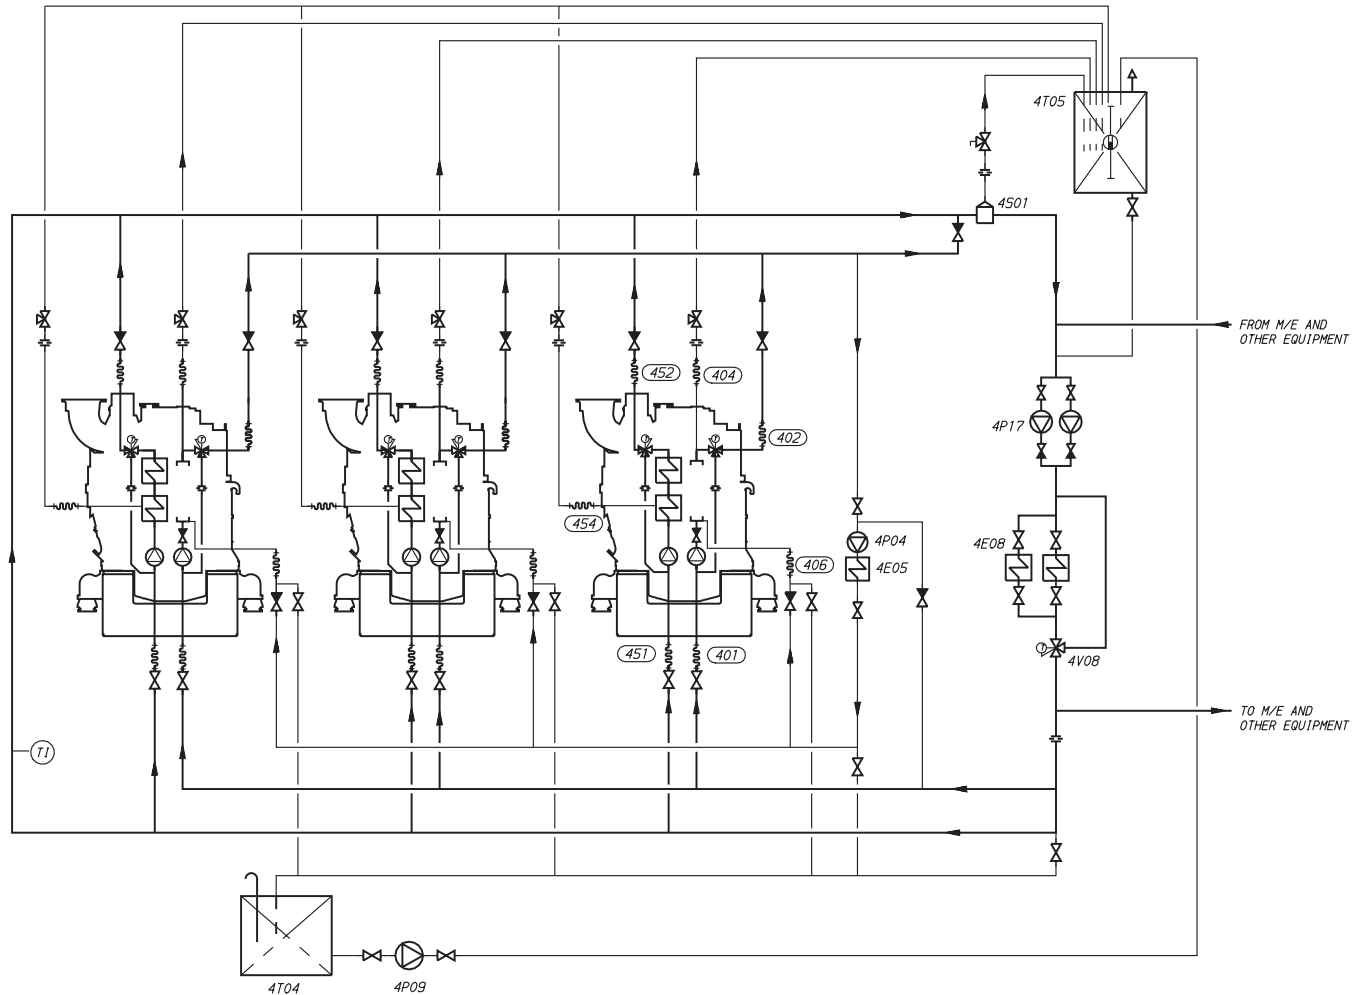 4T05
4S01
FROM M/E AND
OTHER EQUIPMENT
452
404
4P17
402
454
4P04
4E08
4E05
406
451
401
4V08
TO M/E AND
OTHER EQUIPMENT
TI
4T04
4P09